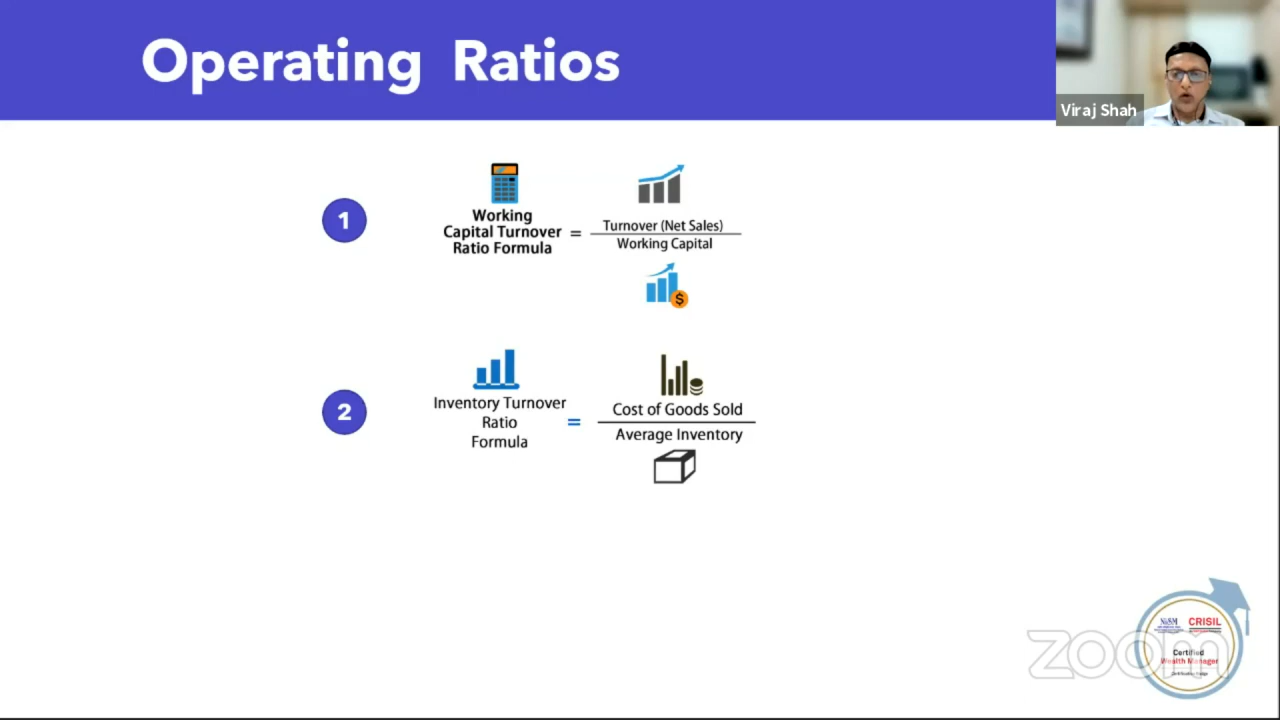 Operating Ratios
Viraj Shah
1
Working
Capital Turnover
Ratio Formula
=
Turnover (Net Sales)
Working Capital
$
2
Inventory Turnover
Ratio
Formula
=
Cost of Goods Sold
Average Inventory
zoom
NISM
CRISIL
Certified
Wealth Manager